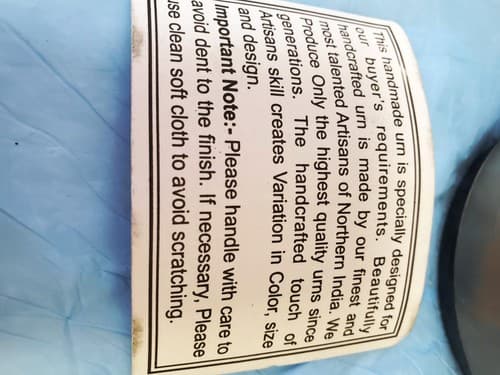 This handmade urn is specially designed for
our buyer's requirements. Beautifully
handcrafted urn is made by our finest and
most talented Artisans of Northern India. We
Produce Only the highest quality urns since
generations. The handcrafted touch of
Artisans skill creates Variation in Color, size
and design.
Important Note:- Please handle with care to
avoid dent to the finish. If necessary, Please
use clean soft cloth to avoid scratching.